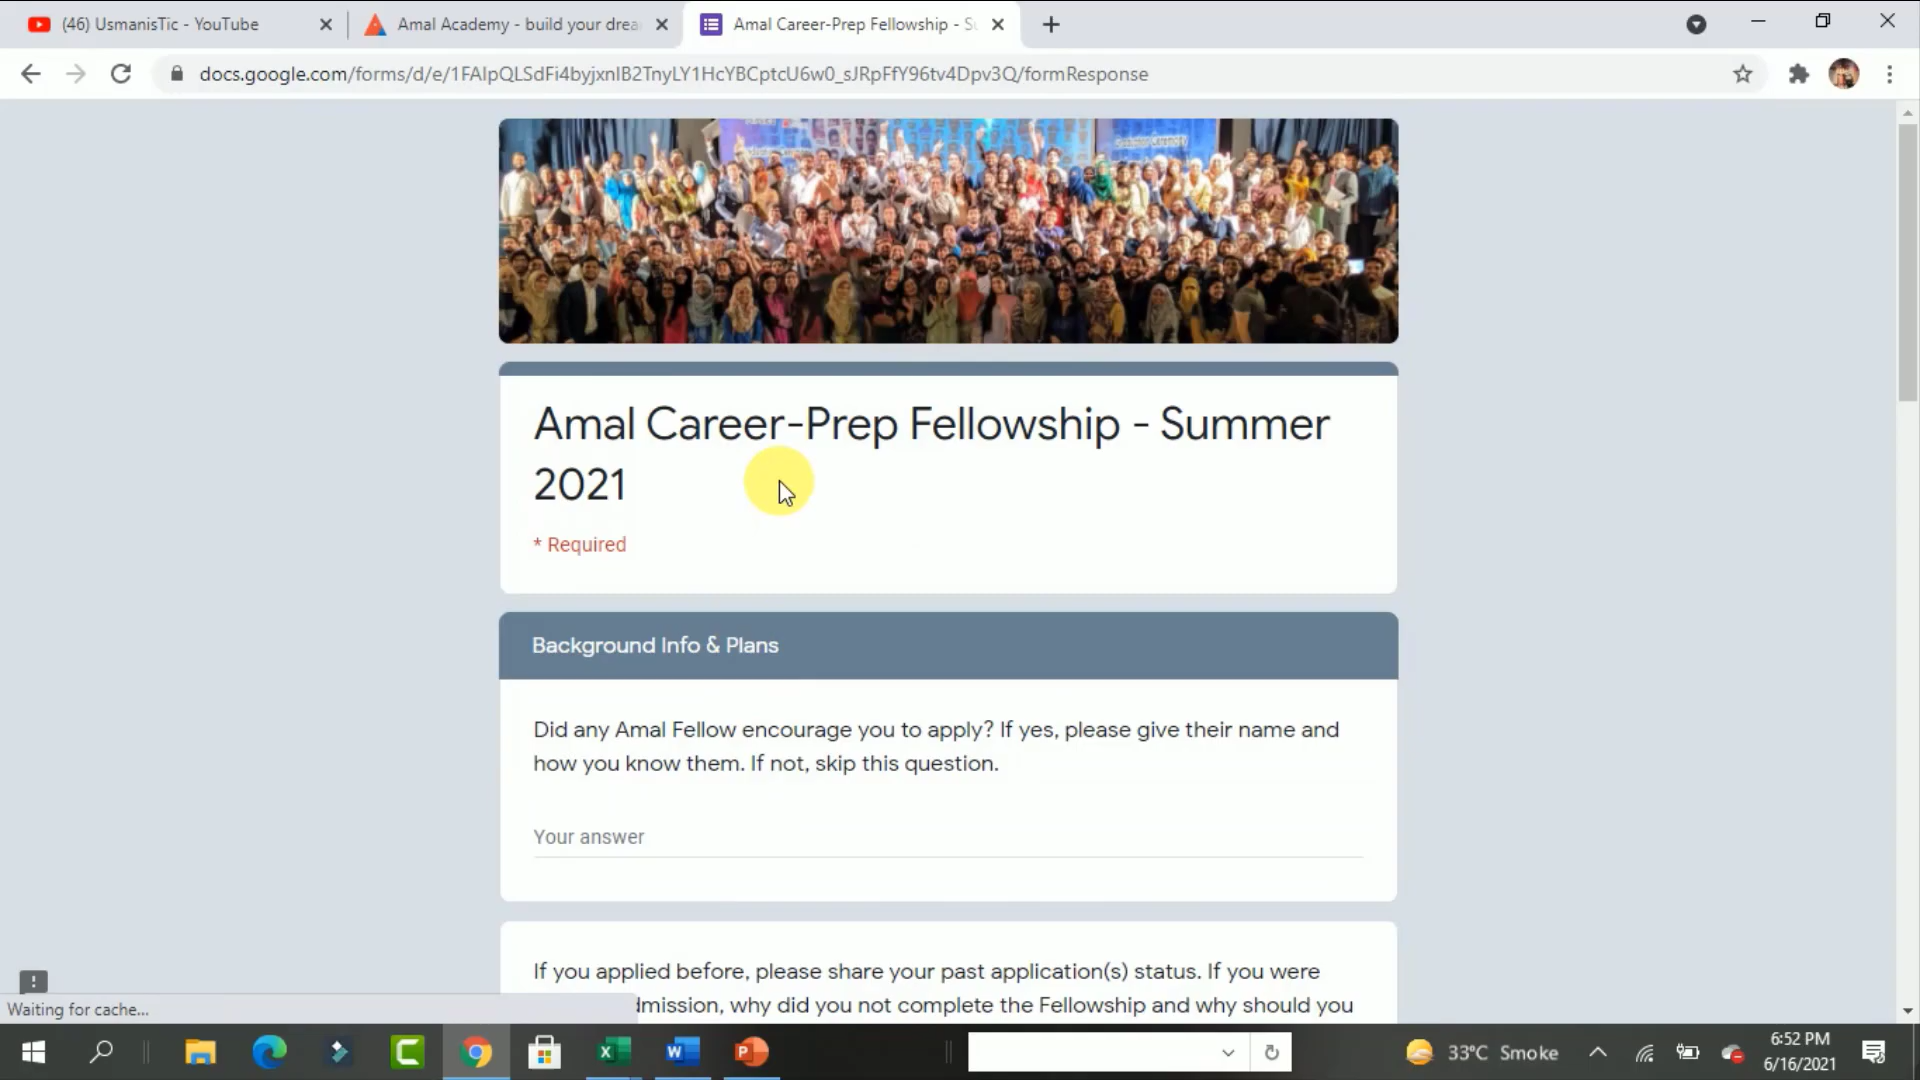 (46) UsmanisTic - YouTube
Amal Academy - build your drea
Amal Career-Prep Fellowship - Su
docs.google.com/forms/d/e/1FAIpQLSdFi4byjxnIB2TnyLY1HcYBCptcU6w0_sJRpFfY96tv4Dpv3Q/formResponse
Amal Career-Prep Fellowship - Summer
2021
* Required
Background Info & Plans
Did any Amal Fellow encourage you to apply? If yes, please give their name and
how you know them. If not, skip this question.
Your answer
If you applied before, please share your past application(s) status. If you were
dmission, why did you not complete the Fellowship and why should you
Waiting for cache...
33°C Smoke
6:52 PM
6/16/2021